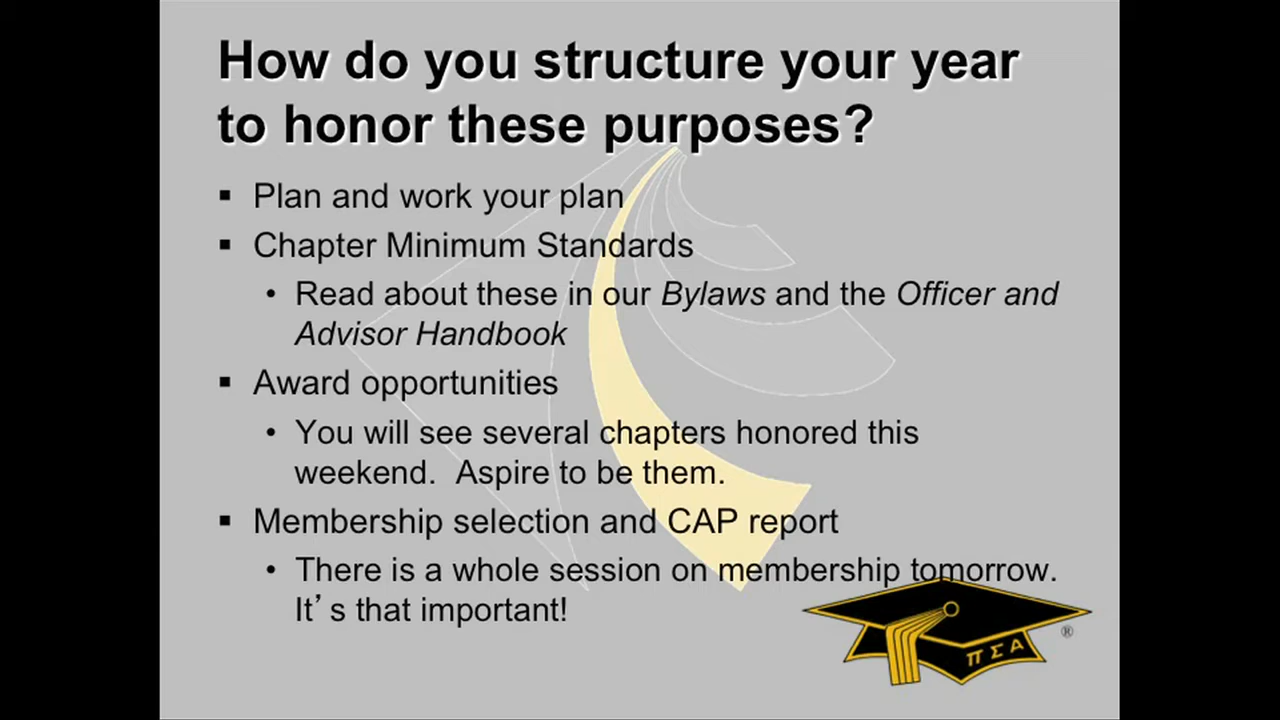 How do you structure your year
to honor these purposes?
▪ Plan and work your plan
▪ Chapter Minimum Standards
• Read about these in our Bylaws and the Officer and
Advisor Handbook
▪ Award opportunities
• You will see several chapters honored this
weekend.  Aspire to be them.
▪ Membership selection and CAP report
• There is a whole session on membership tomorrow.
It’s that important!
ΠΣΑ
®